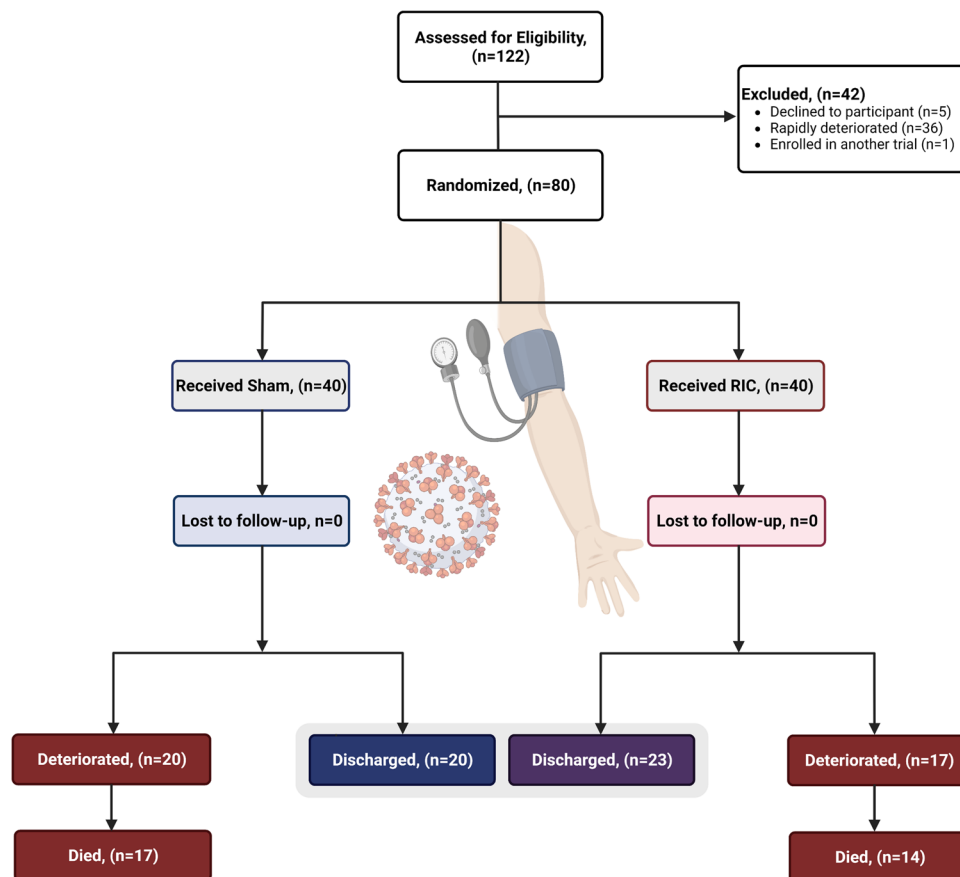 Assessed for Eligibility,
(n=122)
Excluded, (n=42)
• Declined to participant (n=5)
• Rapidly deteriorated (n=36)
• Enrolled in another trial (n=1)
Randomized, (n=80)
Received Sham, (n=40)
Received RIC, (n=40)
Lost to follow-up, n=0
Lost to follow-up, n=0
Deteriorated, (n=20)
Discharged, (n=20)
Discharged, (n=23)
Deteriorated, (n=17)
Died, (n=17)
Died, (n=14)